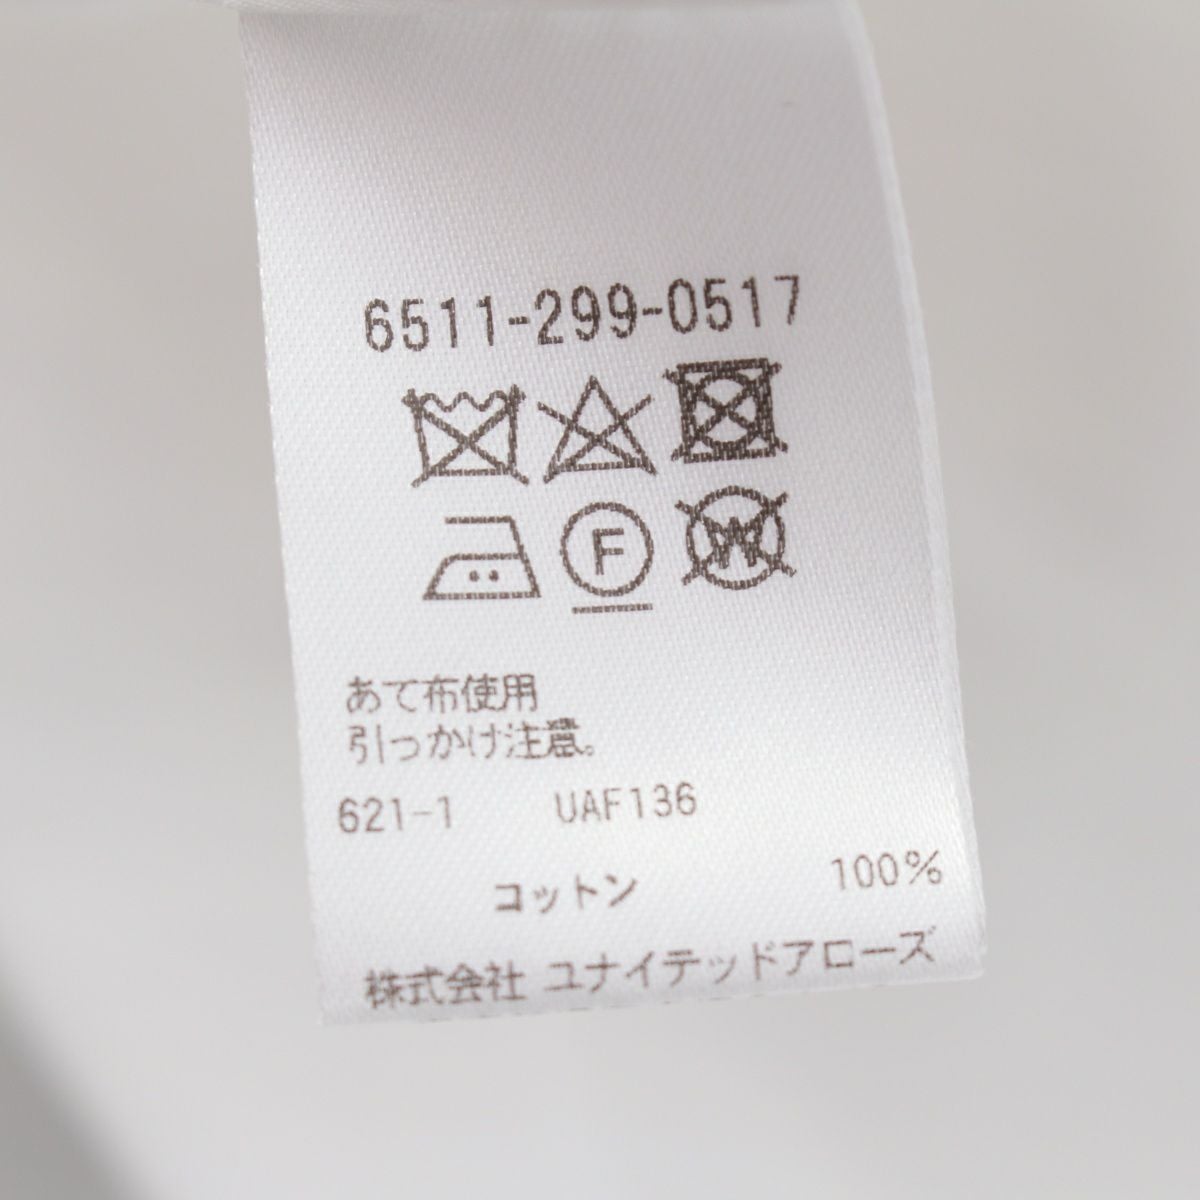 6511-299-0517
F
W
あて布使用
引っかけ注意。
621-1 UAF136
コットン 100%
株式会社 ユナイテッドアローズ